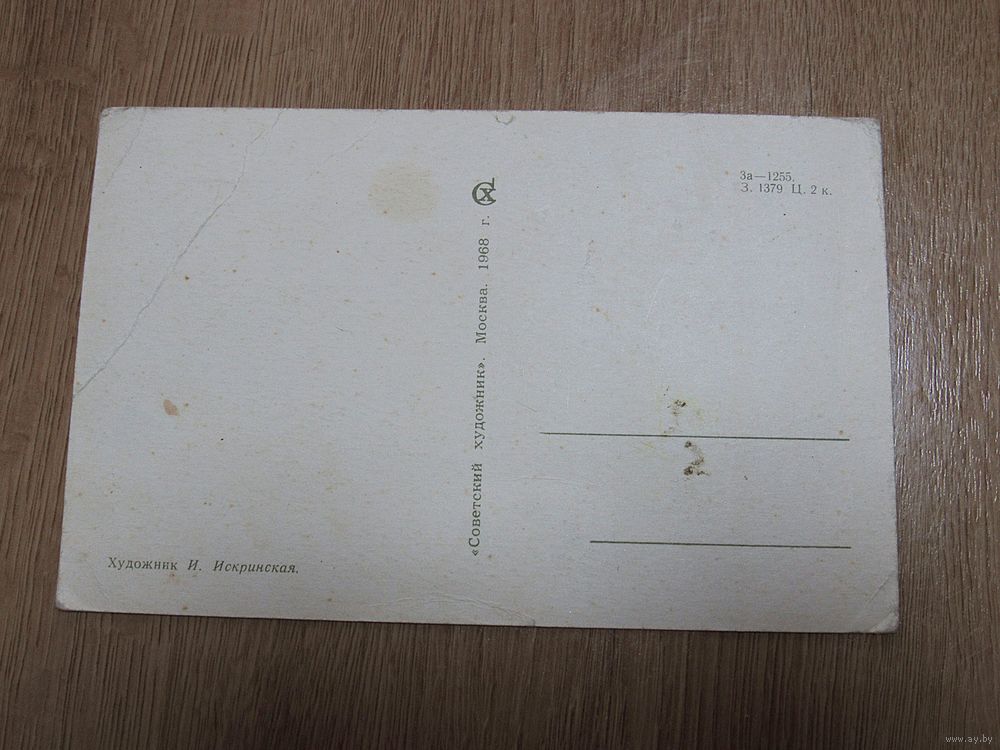 За—1255.
З. 1379 Ц. 2 к.
«Советский художник». Москва. 1968 г.
СХ
Художник И. Искринская.
www.ay.by